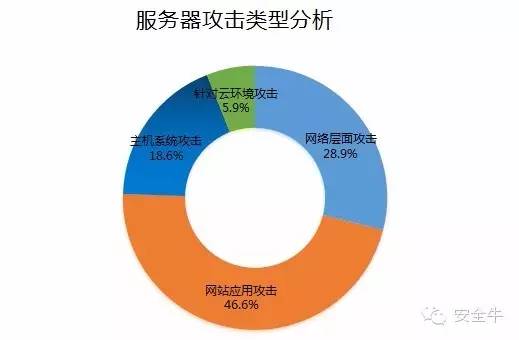 服务器攻击类型分析
针对云环境攻击
5.9%
主机系统攻击
18.6%
网络层面攻击
28.9%
网站应用攻击
46.6%
安全牛